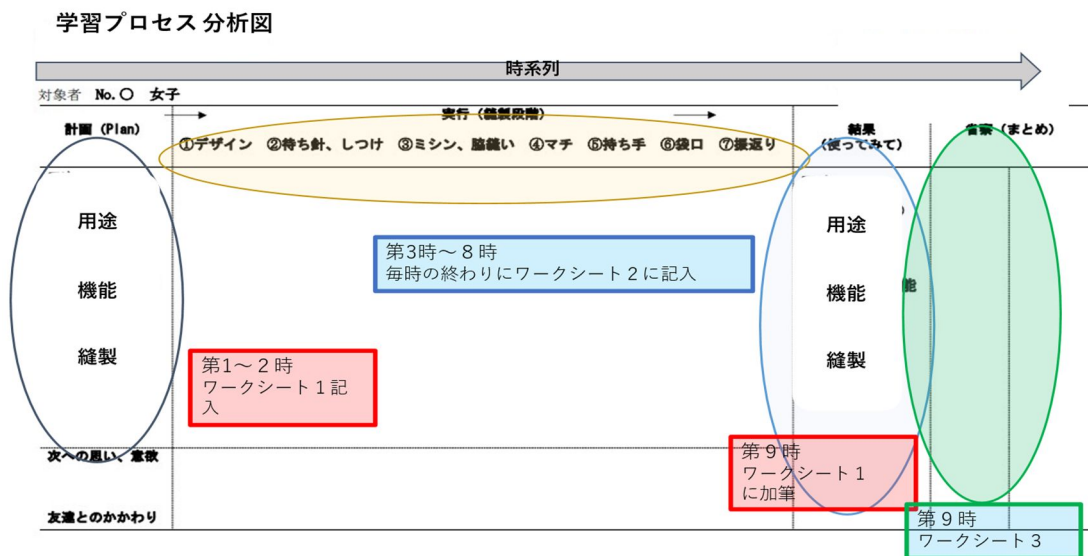 学習プロセス 分析図
時系列
対象者 No.〇 女子
計画（Plan）
実行（縫製段階）
①デザイン ②待ち針、しつけ ③ミシン、脇縫い ④マチ ⑤持ち手 ⑥袋口 ⑦振返り
結果
（使ってみて）
省察（まとめ）
用途
機能
縫製
第3時～８時
毎時の終わりにワークシート２に記入
第1～２時
ワークシート１記
入
用途
機能
能
縫製
次への思い、意欲
友達とのかかわり
第９時
ワークシート１
に加筆
第９時
ワークシート３